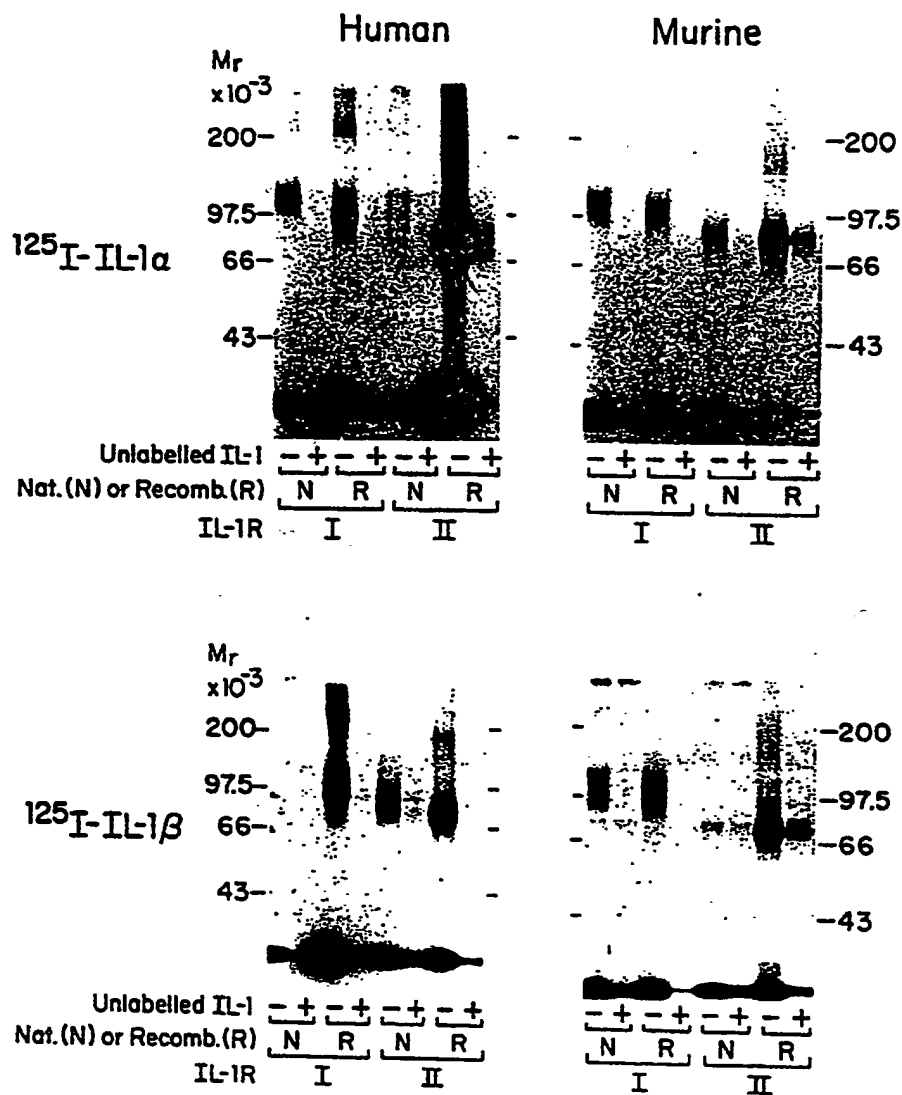 Human Murine
Mr
x10-3
200- -200
97.5- -97.5
125I-IL-1α
66- -66
43- -43
Unlabelled IL-1 - + - + - + - + - + - + - + - +
Nat.(N) or Recomb.(R) N R N R N R N R
IL-1R I II I II
Mr
x10-3
200- -200
97.5- -97.5
125I-IL-1β
66- -66
43- -43
Unlabelled IL-1 - + - + - + - + - + - + - + - +
Nat.(N) or Recomb.(R) N R N R N R N R
IL-1R I II I II